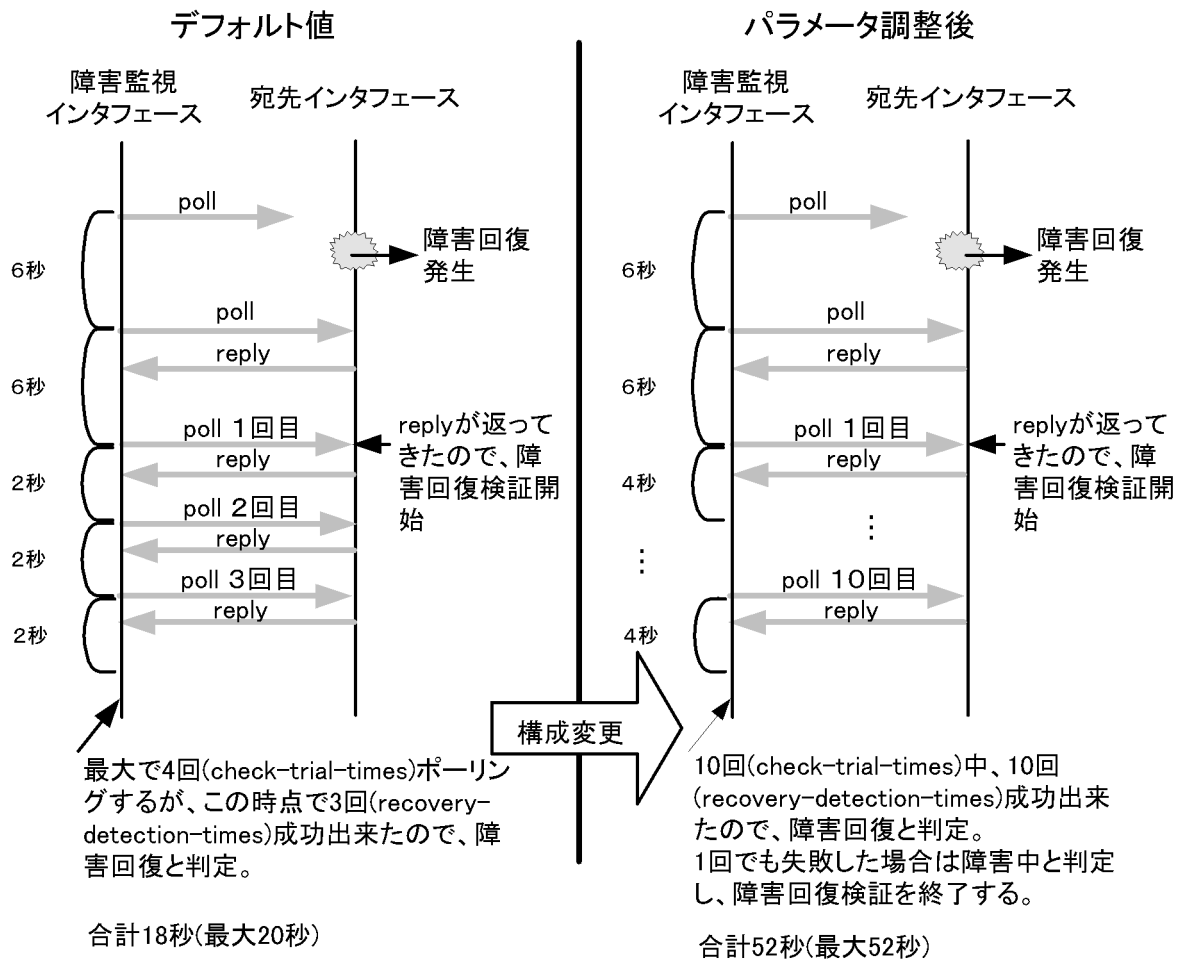 デフォルト値
障害監視
インタフェース
宛先インタフェース
poll
障害回復
発生
6秒
poll
reply
6秒
poll 1回目
replyが返って
きたので、障
害回復検証開
始
reply
2秒
poll 2回目
reply
2秒
poll 3回目
reply
2秒
最大で4回(check-trial-times)ポーリン
グするが、この時点で3回(recovery-
detection-times)成功出来たので、障
害回復と判定。
合計18秒(最大20秒)
構成変更
パラメータ調整後
障害監視
インタフェース
宛先インタフェース
poll
障害回復
発生
6秒
poll
reply
6秒
poll 1回目
replyが返って
きたので、障
害回復検証開
始
reply
4秒
…
…
poll 10回目
reply
4秒
10回(check-trial-times)中、10回
(recovery-detection-times)成功出来
たので、障害回復と判定。
1回でも失敗した場合は障害中と判定
し、障害回復検証を終了する。
合計52秒(最大52秒)